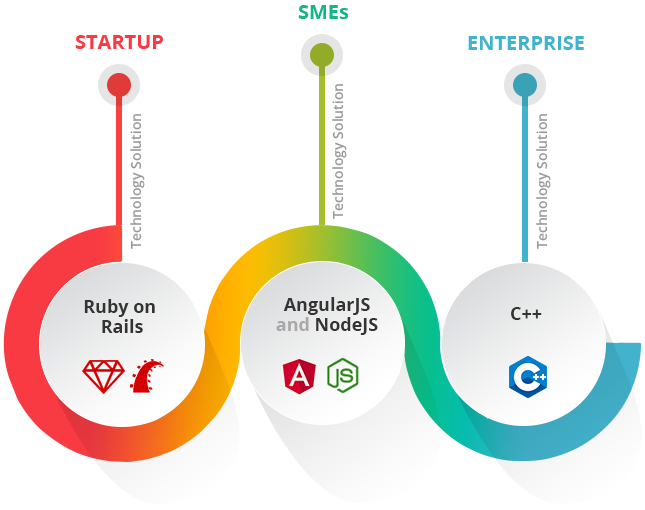 STARTUP
Technology Solution
Ruby on
Rails
SMEs
Technology Solution
AngularJS
and NodeJS
A
JS
ENTERPRISE
Technology Solution
C++
C++